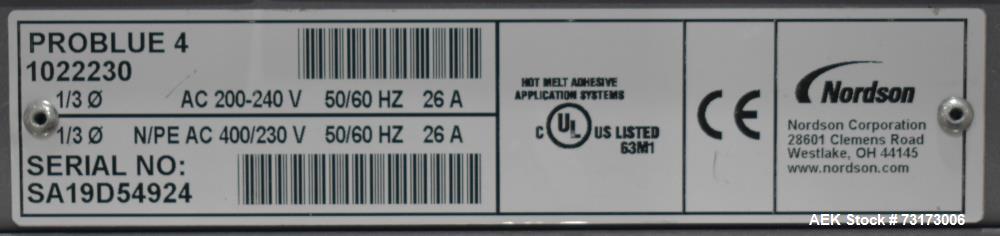 PROBLUE 4
1022230
1/3 Ø AC 200-240 V 50/60 HZ 26 A
1/3 Ø N/PE AC 400/230 V 50/60 HZ 26 A
SERIAL NO:
SA19D54924
HOT MELT ADHESIVE
APPLICATION SYSTEMS
C UL US LISTED
63M1
CE
Nordson
Nordson Corporation
28601 Clemens Road
Westlake, OH 44145
www.nordson.com
AEK Stock #73173006